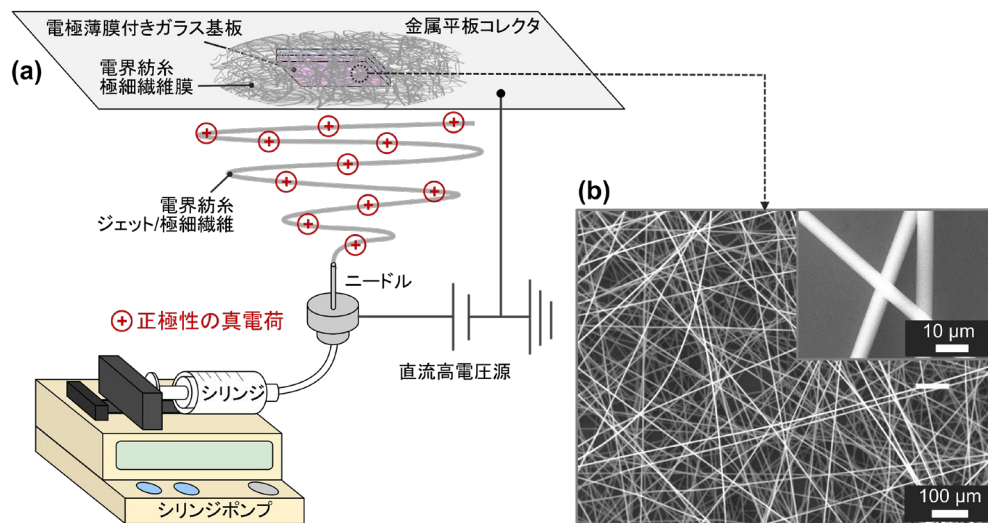 (a)
電極薄膜付きガラス基板
金属平板コレクタ
電界紡糸
極細繊維膜
電界紡糸
ジェット/極細繊維
ニードル
正極性の真電荷
直流高電圧源
シリンジ
シリンジポンプ
(b)
10 μm
100 μm